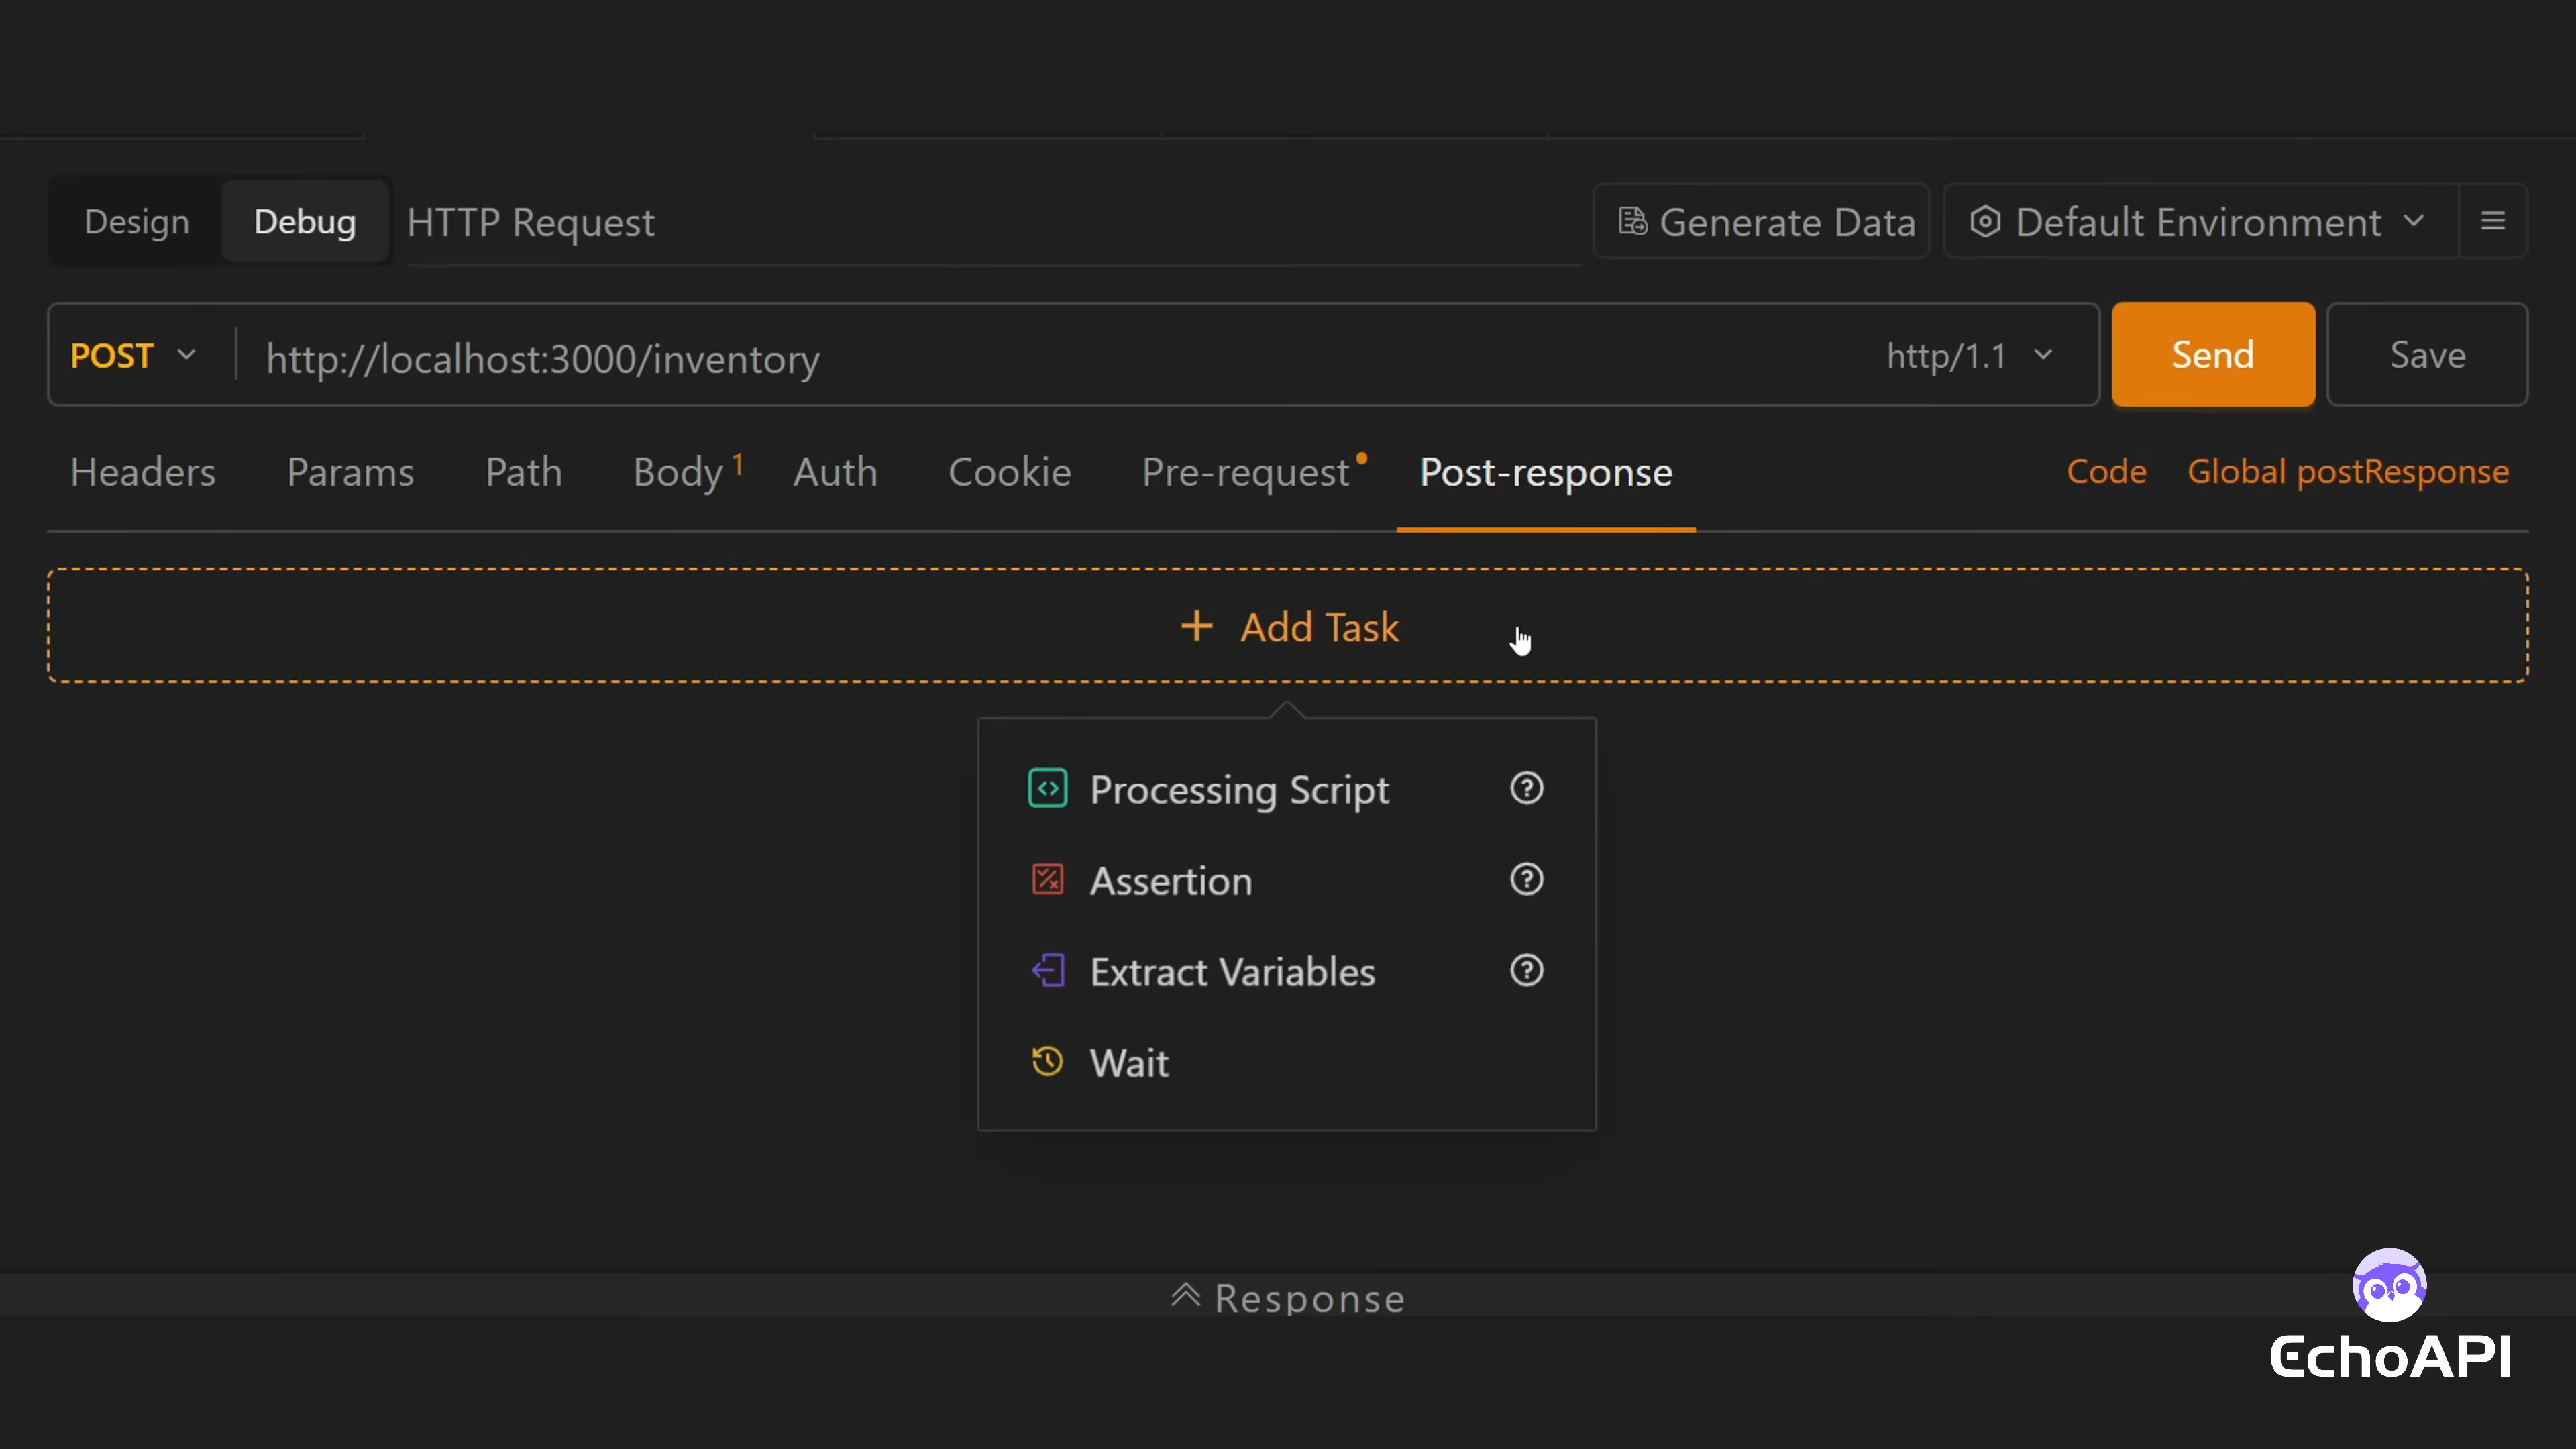 Design Debug HTTP Request Generate Data Default Environment
POST http://localhost:3000/inventory http/1.1 Send Save
Headers Params Path Body 1 Auth Cookie Pre-request Post-response Code Global postResponse
+ Add Task
Processing Script
Assertion
Extract Variables
Wait
Response
EchoAPI